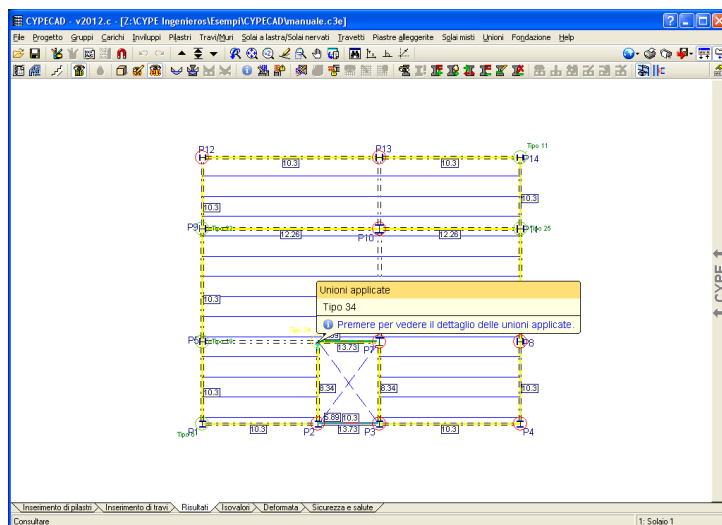 CYPECAD - v2012.c - [Z:\CYPE Ingenieros\Esempi\CYPECAD\manuale.c3e]
File Progetto Gruppi Carichi Inviluppi Pilastri Travi/Muri Solai a lastra/Solai nervati Travetti Piastre alleggerite Solai misti Unioni Fondazione Help
P12 P13 Tipo 11
P14
10.3 10.3
10.3 10.3
P9 Tipo 25
12.26 12.26
P10
Unioni applicate
Tipo 34
Premere per vedere il dettaglio delle unioni applicate.
10.3
P5 P8
13.73 P7
10.3 8.34 8.34 10.3
5.89 10.3
Tipo 6 P1 10.3 P2 13.73 P3 10.3 P4
CYPE
Inserimento di pilastri Inserimento di travi Risultati Isovalori Deformata Sicurezza e salute
Consultare 1: Solaio 1